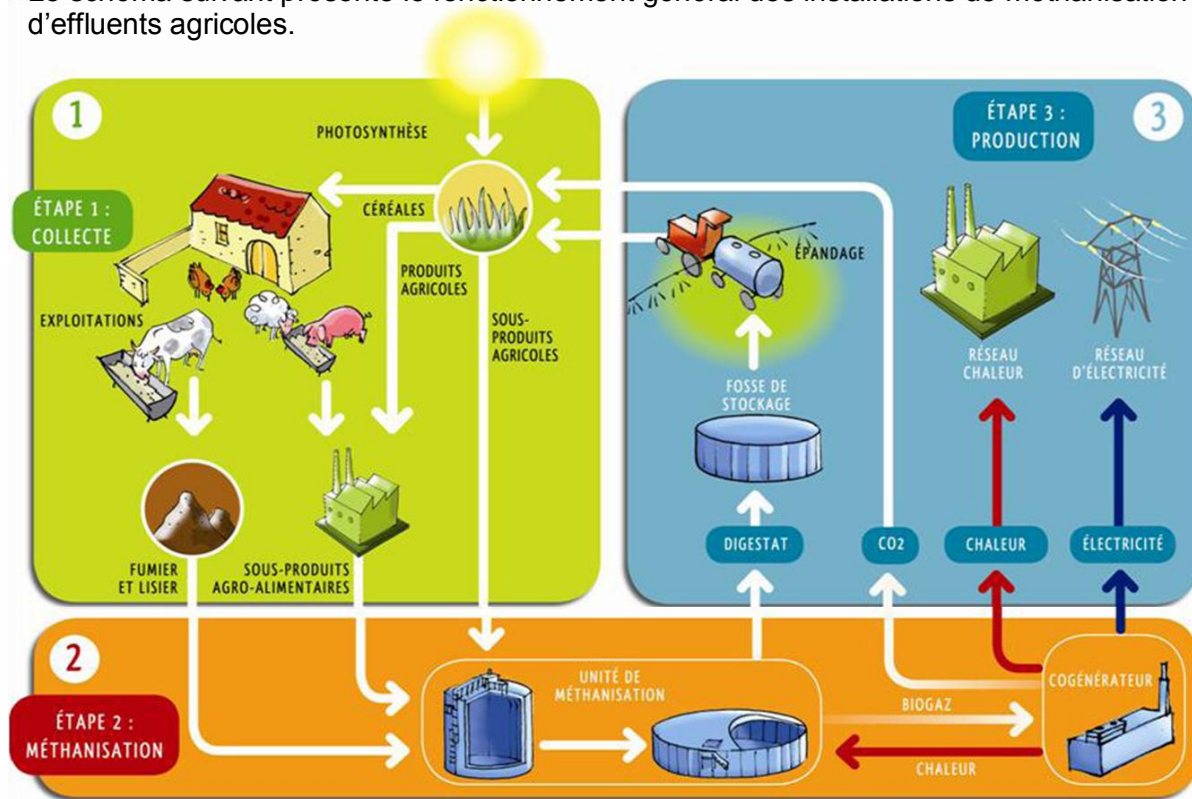 d'effluents agricoles.
1
PHOTOSYNTHÈSE
ÉTAPE 1 :
COLLECTE
CÉRÉALES
PRODUITS
AGRICOLES
EXPLOITATIONS
SOUS-
PRODUITS
AGRICOLES
FUMIER
ET LISIER
SOUS-PRODUITS
AGRO-ALIMENTAIRES
ÉTAPE 3 :
PRODUCTION
3
ÉPANDAGE
RÉSEAU
CHALEUR
RÉSEAU
D'ÉLECTRICITÉ
FOSSE DE
STOCKAGE
DIGESTAT
CO2
CHALEUR
ÉLECTRICITÉ
2
ÉTAPE 2 :
MÉTHANISATION
UNITÉ DE
MÉTHANISATION
BIOGAZ
COGÉNÉRATEUR
CHALEUR